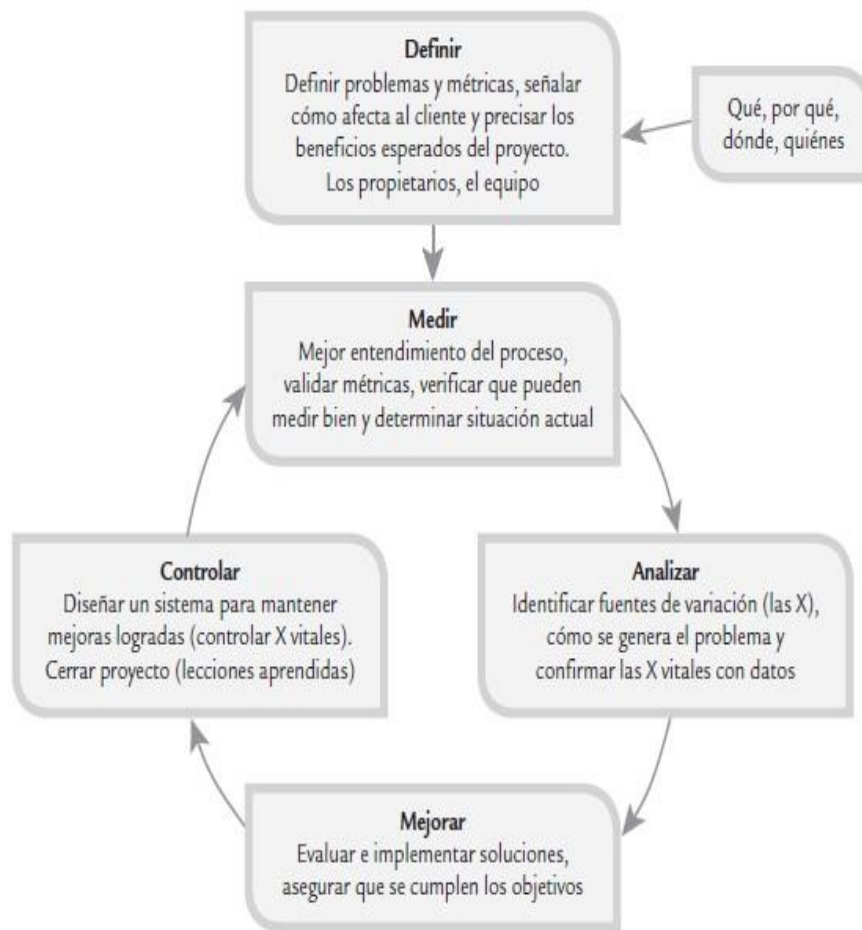 Definir
Definir problemas y métricas, señalar
cómo afecta al cliente y precisar los
beneficios esperados del proyecto.
Los propietarios, el equipo
Qué, por qué,
dónde, quiénes
Medir
Mejor entendimiento del proceso,
validar métricas, verificar que pueden
medir bien y determinar situación actual
Controlar
Diseñar un sistema para mantener
mejoras logradas (controlar X vitales).
Cerrar proyecto (lecciones aprendidas)
Analizar
Identificar fuentes de variación (las X),
cómo se genera el problema y
confirmar las X vitales con datos
Mejorar
Evaluar e implementar soluciones,
asegurar que se cumplen los objetivos